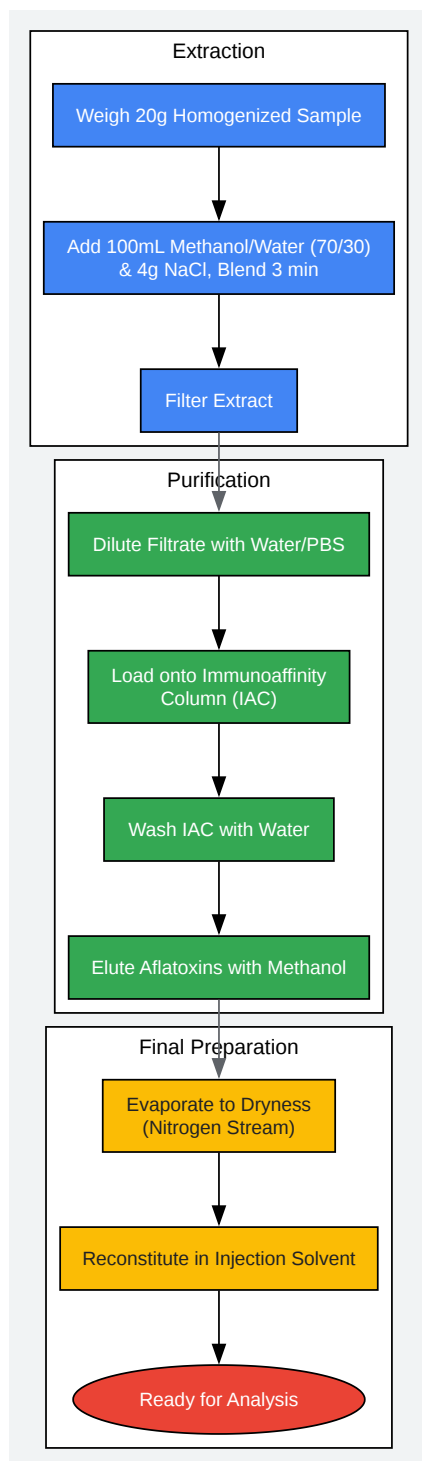 Extraction
Weigh 20g Homogenized Sample
Add 100mL Methanol/Water (70/30)
& 4g NaCl, Blend 3 min
Filter Extract
Purification
Dilute Filtrate with Water/PBS
Load onto Immunoaffinity
Column (IAC)
Wash IAC with Water
Elute Aflatoxins with Methanol
Final Preparation
Evaporate to Dryness
(Nitrogen Stream)
Reconstitute in Injection Solvent
Ready for Analysis